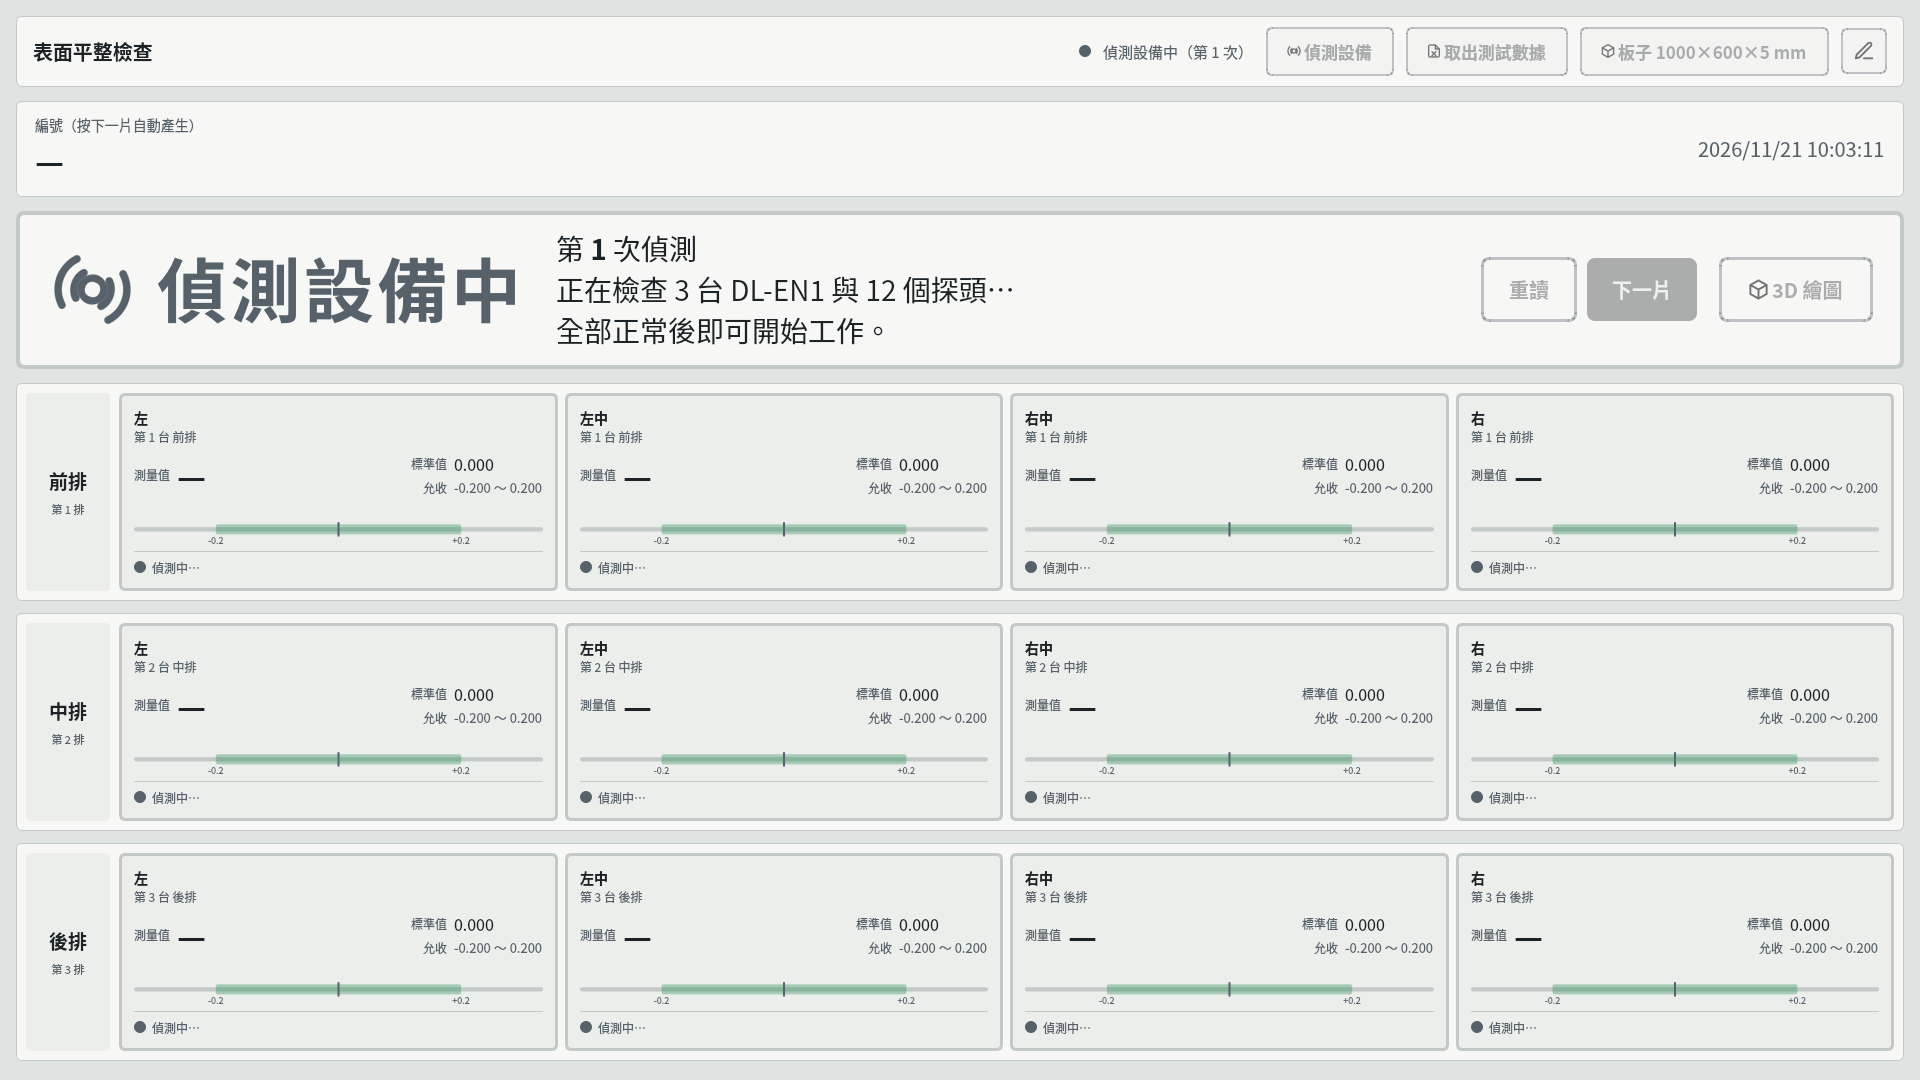 表面平整檢查
偵測設備中（第 1 次）
偵測設備
取出測試數據
板子 1000×600×5 mm
編號（按下一片自動產生）
—
2026/11/21 10:03:11
偵測設備中
第 1 次偵測
正在檢查 3 台 DL-EN1 與 12 個探頭…
全部正常後即可開始工作。
重讀
下一片
3D 繪圖
前排
第 1 排
左
第 1 台 前排
測量值 —
標準值 0.000
允收 -0.200 ～ 0.200
-0.2 +0.2
偵測中…
左中
第 1 台 前排
測量值 —
標準值 0.000
允收 -0.200 ～ 0.200
-0.2 +0.2
偵測中…
右中
第 1 台 前排
測量值 —
標準值 0.000
允收 -0.200 ～ 0.200
-0.2 +0.2
偵測中…
右
第 1 台 前排
測量值 —
標準值 0.000
允收 -0.200 ～ 0.200
-0.2 +0.2
偵測中…
中排
第 2 排
左
第 2 台 中排
測量值 —
標準值 0.000
允收 -0.200 ～ 0.200
-0.2 +0.2
偵測中…
左中
第 2 台 中排
測量值 —
標準值 0.000
允收 -0.200 ～ 0.200
-0.2 +0.2
偵測中…
右中
第 2 台 中排
測量值 —
標準值 0.000
允收 -0.200 ～ 0.200
-0.2 +0.2
偵測中…
右
第 2 台 中排
測量值 —
標準值 0.000
允收 -0.200 ～ 0.200
-0.2 +0.2
偵測中…
後排
第 3 排
左
第 3 台 後排
測量值 —
標準值 0.000
允收 -0.200 ～ 0.200
-0.2 +0.2
偵測中…
左中
第 3 台 後排
測量值 —
標準值 0.000
允收 -0.200 ～ 0.200
-0.2 +0.2
偵測中…
右中
第 3 台 後排
測量值 —
標準值 0.000
允收 -0.200 ～ 0.200
-0.2 +0.2
偵測中…
右
第 3 台 後排
測量值 —
標準值 0.000
允收 -0.200 ～ 0.200
-0.2 +0.2
偵測中…